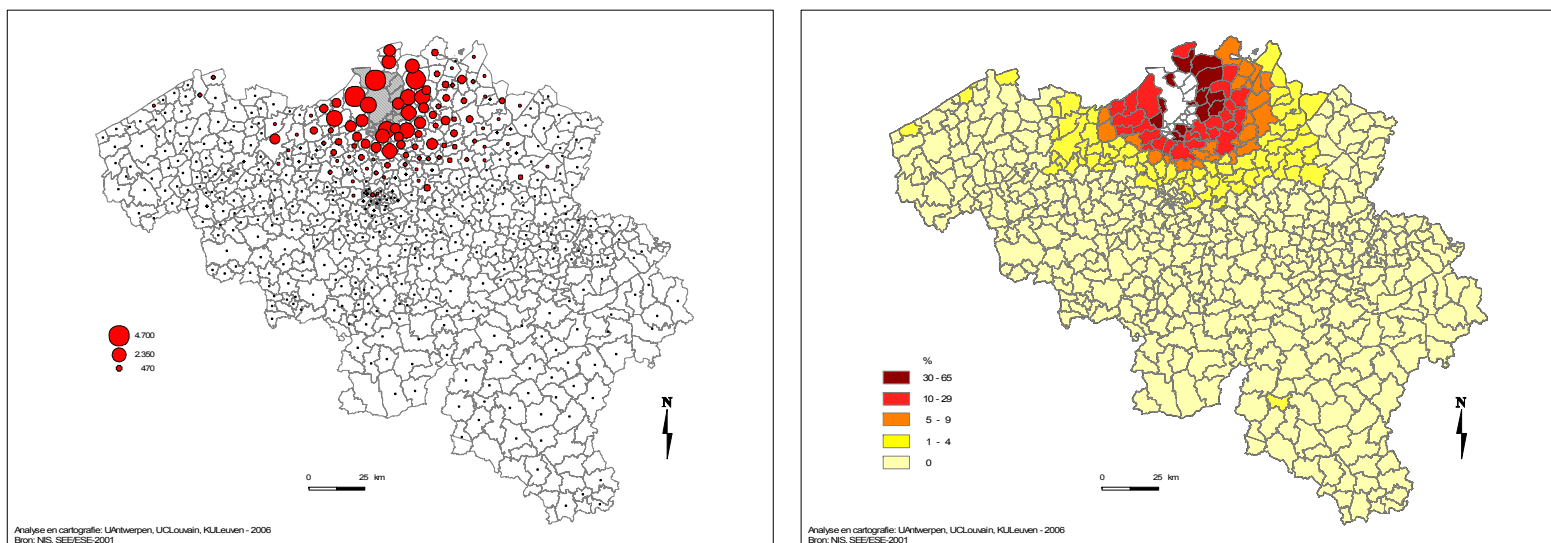 4.700
2.350
470
N
0 25 km
Analyse en cartografie: UAntwerpen, UCLouvain, KULeuven - 2006
Bron: NIS, SEE/ESE-2001
%
30 - 65
10 - 29
5 - 9
1 - 4
0
N
0 25 km
Analyse en cartografie: UAntwerpen, UCLouvain, KULeuven - 2006
Bron: NIS, SEE/ESE-2001